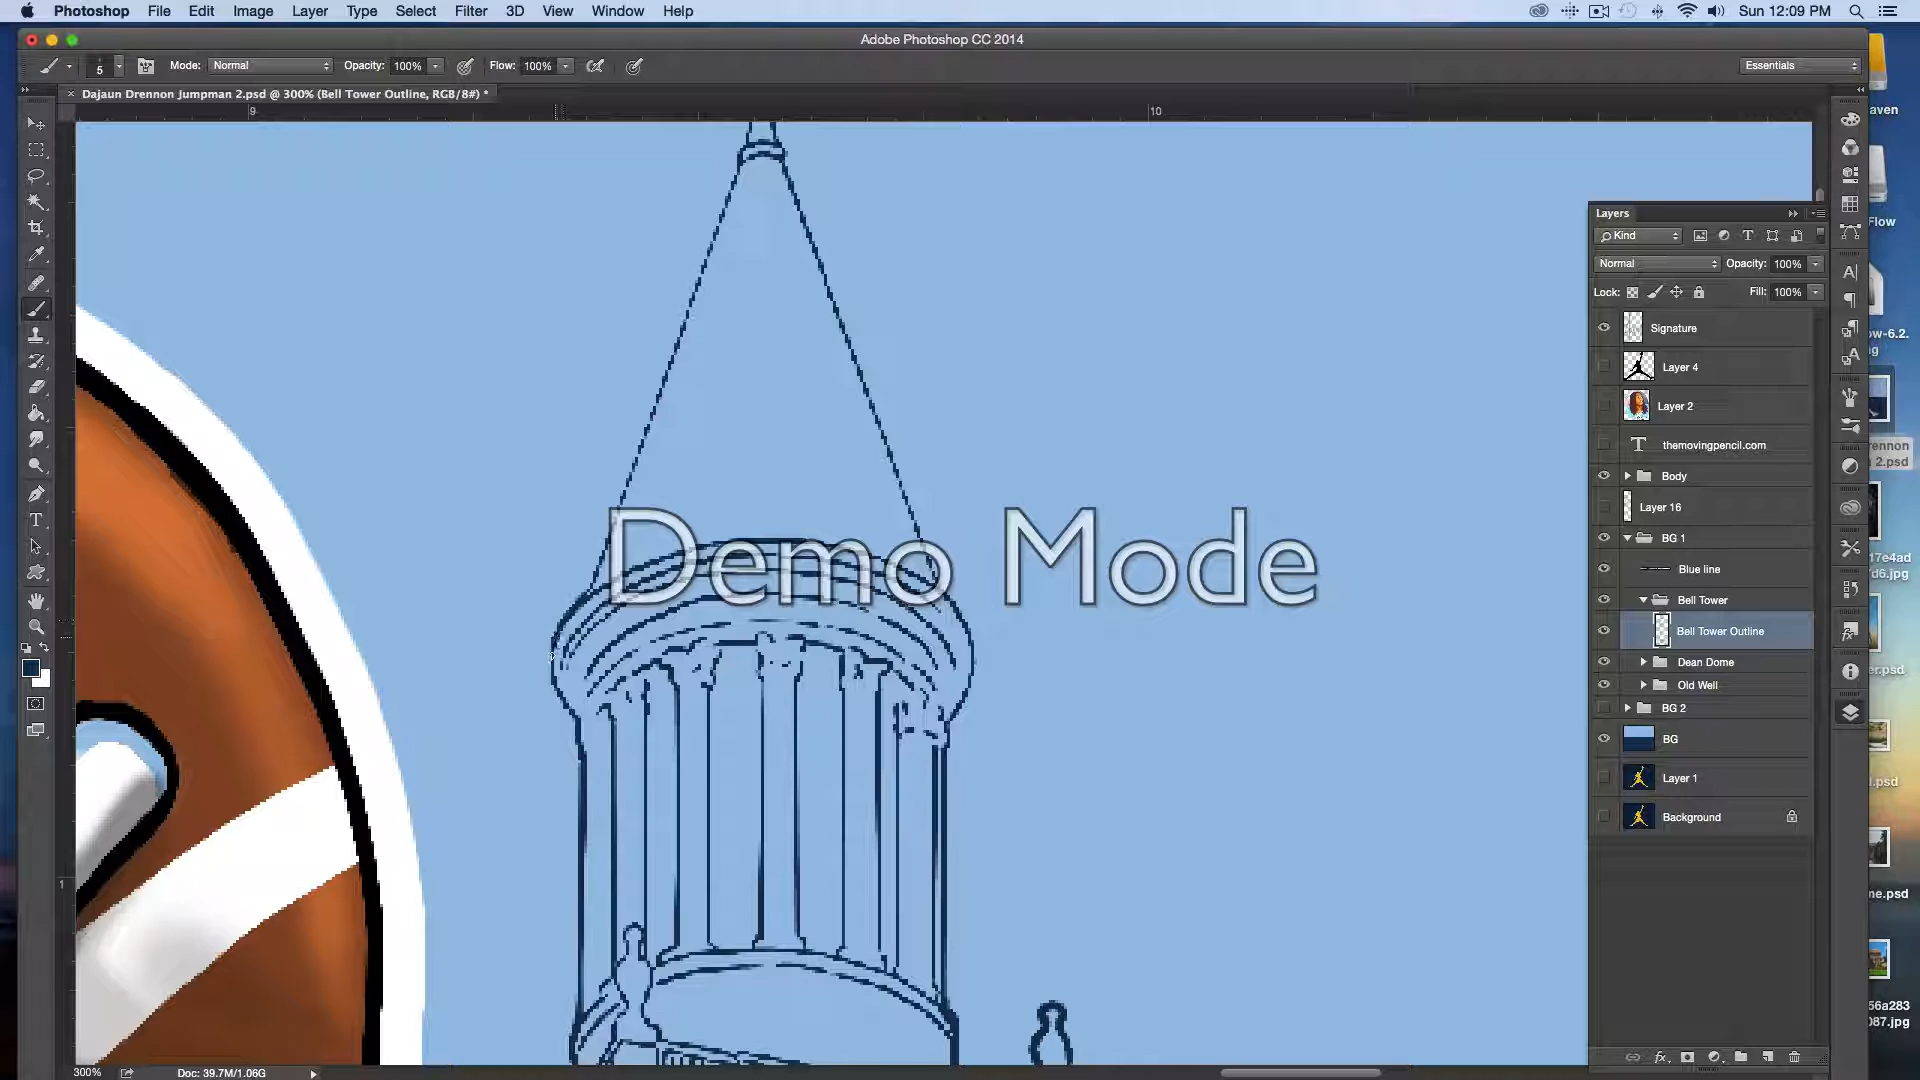 Photoshop File Edit Image Layer Type Select Filter 3D View Window Help Sun 12:09 PM
Adobe Photoshop CC 2014
5 Mode: Normal Opacity: 100% Flow: 100% Essentials
× Dajaun Drennon Jumpman 2.psd @ 300% (Bell Tower Outline, RGB/8#) *
9 10
aven
Layers
Flow
Kind
Normal Opacity: 100%
Lock: Fill: 100%
Signature
ow-6.2.
ng
Layer 4
Layer 2
themovingpencil.com
rennon
2.psd
Body
Layer 16
BG 1
Demo Mode
17e4ad
7d6.jpg
Blue line
Bell Tower
Bell Tower Outline
Dean Dome
er.psd
Old Well
BG 2
BG
Layer 1
l.psd
Background
1
ne.psd
56a283
087.jpg
300% Doc: 39.7M/1.06G